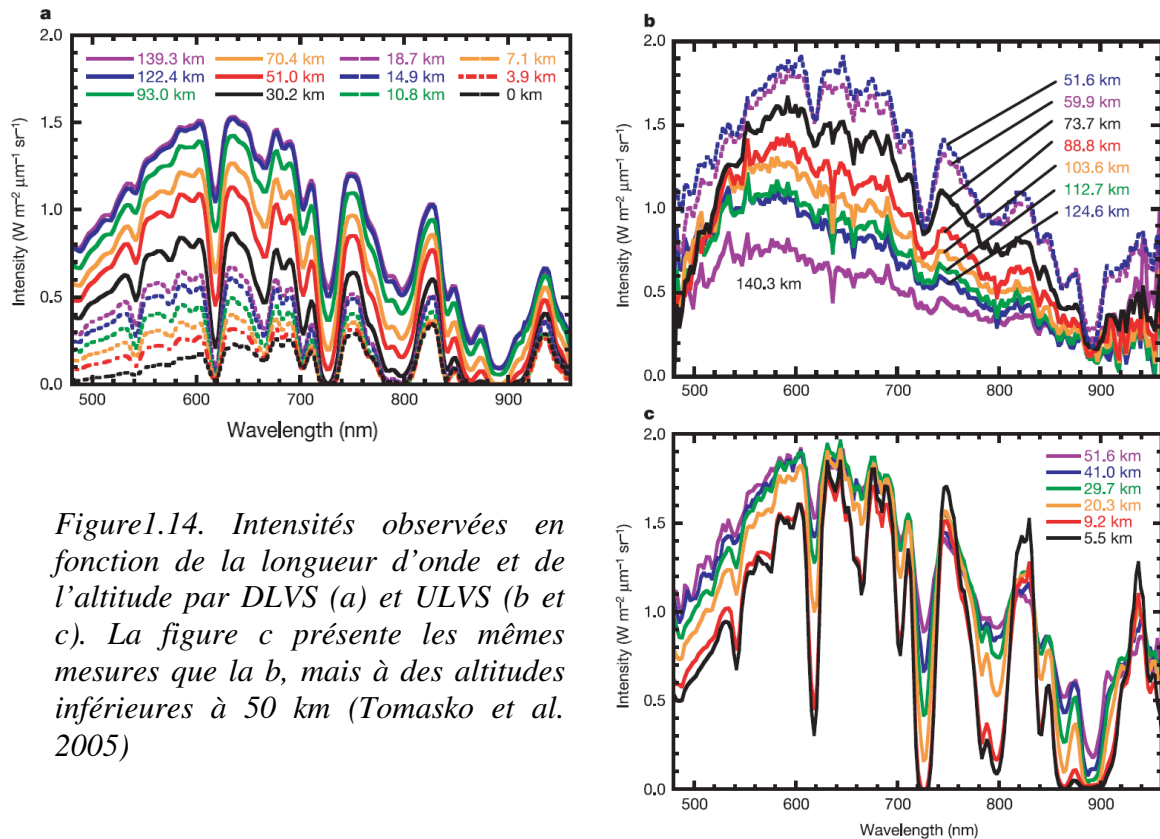 a
2.0
1.5
1.0
0.5
0.0
Intensity (W m⁻² μm⁻¹ sr⁻¹)
139.3 km 70.4 km 18.7 km 7.1 km
122.4 km 51.0 km 14.9 km 3.9 km
93.0 km 30.2 km 10.8 km 0 km
500 600 700 800 900
Wavelength (nm)
b
2.0
1.5
1.0
0.5
0.0
Intensity (W m⁻² μm⁻¹ sr⁻¹)
51.6 km
59.9 km
73.7 km
88.8 km
103.6 km
112.7 km
124.6 km
140.3 km
500 600 700 800 900
c
2.0
1.5
1.0
0.5
0.0
Intensity (W m⁻² μm⁻¹ sr⁻¹)
51.6 km
41.0 km
29.7 km
20.3 km
9.2 km
5.5 km
500 600 700 800 900
Wavelength (nm)
Figure1.14. Intensités observées en
fonction de la longueur d'onde et de
l'altitude par DLVS (a) et ULVS (b et
c). La figure c présente les mêmes
mesures que la b, mais à des altitudes
inférieures à 50 km (Tomasko et al.
2005)